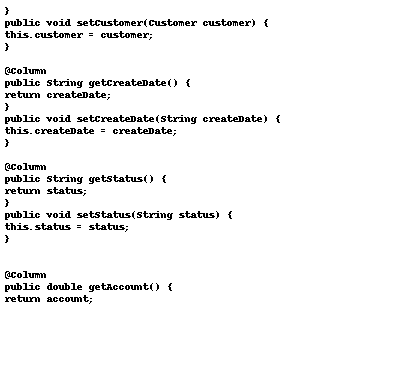 }
public void setCustomer(Customer customer) {
this.customer = customer;
}
@Column
public String getCreateDate() {
return createDate;
}
public void setCreateDate(String createDate) {
this.createDate = createDate;
}
@Column
public String getStatus() {
return status;
}
public void setStatus(String status) {
this.status = status;
}
@Column
public double getAccount() {
return account;